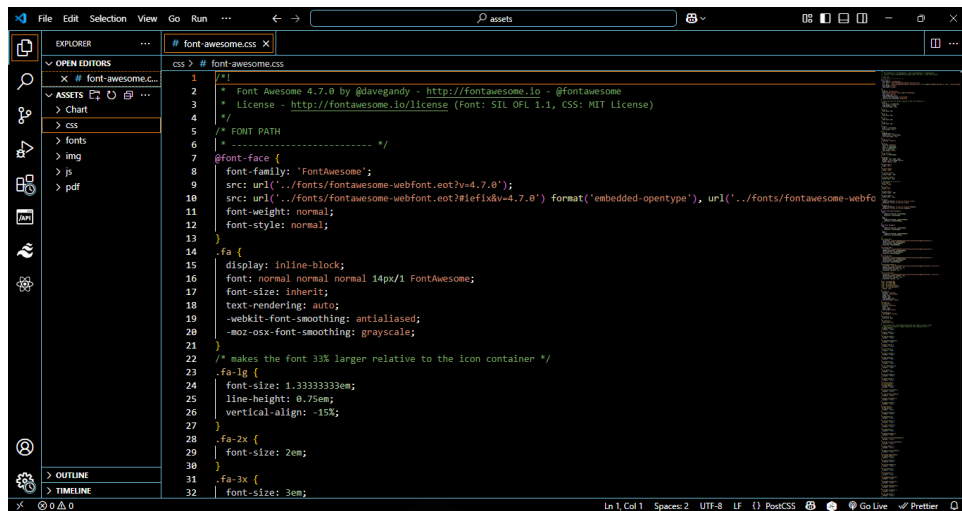 File Edit Selection View Go Run ··· ← → assets
EXPLORER ···
OPEN EDITORS
× # font-awesome.c...
ASSETS ···
> Chart
> css
> fonts
> img
> js
> pdf
> OUTLINE
> TIMELINE
/API
# font-awesome.css ×
css > # font-awesome.css
1 /*!
2 * Font Awesome 4.7.0 by @davegandy - http://fontawesome.io - @fontawesome
3 * License - http://fontawesome.io/license (Font: SIL OFL 1.1, CSS: MIT License)
4 */
5 /* FONT PATH
6 * -------------------------- */
7 @font-face {
8 font-family: 'FontAwesome';
9 src: url('../fonts/fontawesome-webfont.eot?v=4.7.0');
10 src: url('../fonts/fontawesome-webfont.eot?#iefix&v=4.7.0') format('embedded-opentype'), url('../fonts/fontawesome-webfo
11 font-weight: normal;
12 font-style: normal;
13 }
14 .fa {
15 display: inline-block;
16 font: normal normal normal 14px/1 FontAwesome;
17 font-size: inherit;
18 text-rendering: auto;
19 -webkit-font-smoothing: antialiased;
20 -moz-osx-font-smoothing: grayscale;
21 }
22 /* makes the font 33% larger relative to the icon container */
23 .fa-lg {
24 font-size: 1.33333333em;
25 line-height: 0.75em;
26 vertical-align: -15%;
27 }
28 .fa-2x {
29 font-size: 2em;
30 }
31 .fa-3x {
32 font-size: 3em;
0 0 Ln 1, Col 1 Spaces: 2 UTF-8 LF {} PostCSS Go Live Prettier